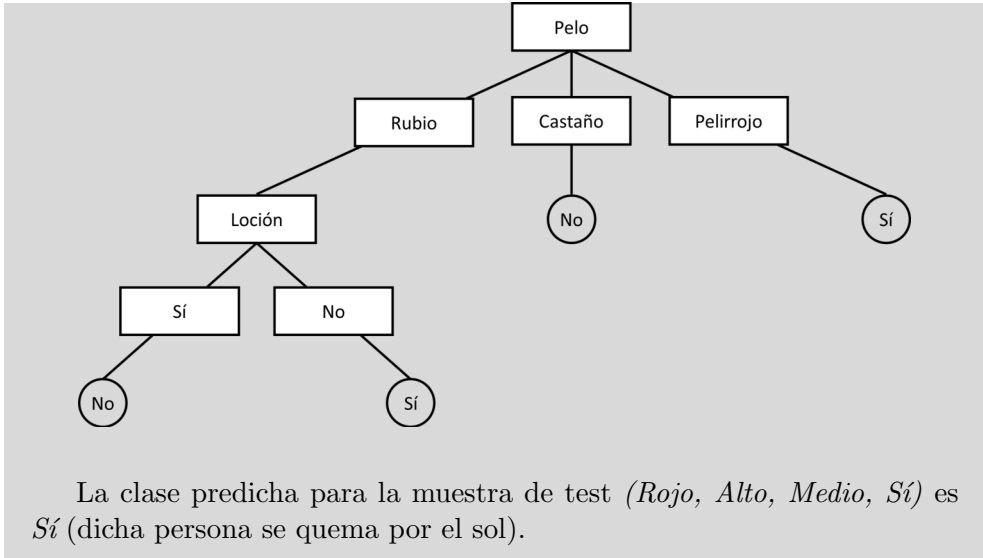 Pelo
Rubio
Castaño
Pelirrojo
Loción
No
Sí
Sí
No
No
Sí
La clase predicha para la muestra de test (Rojo, Alto, Medio, Sí) es
Sí (dicha persona se quema por el sol).